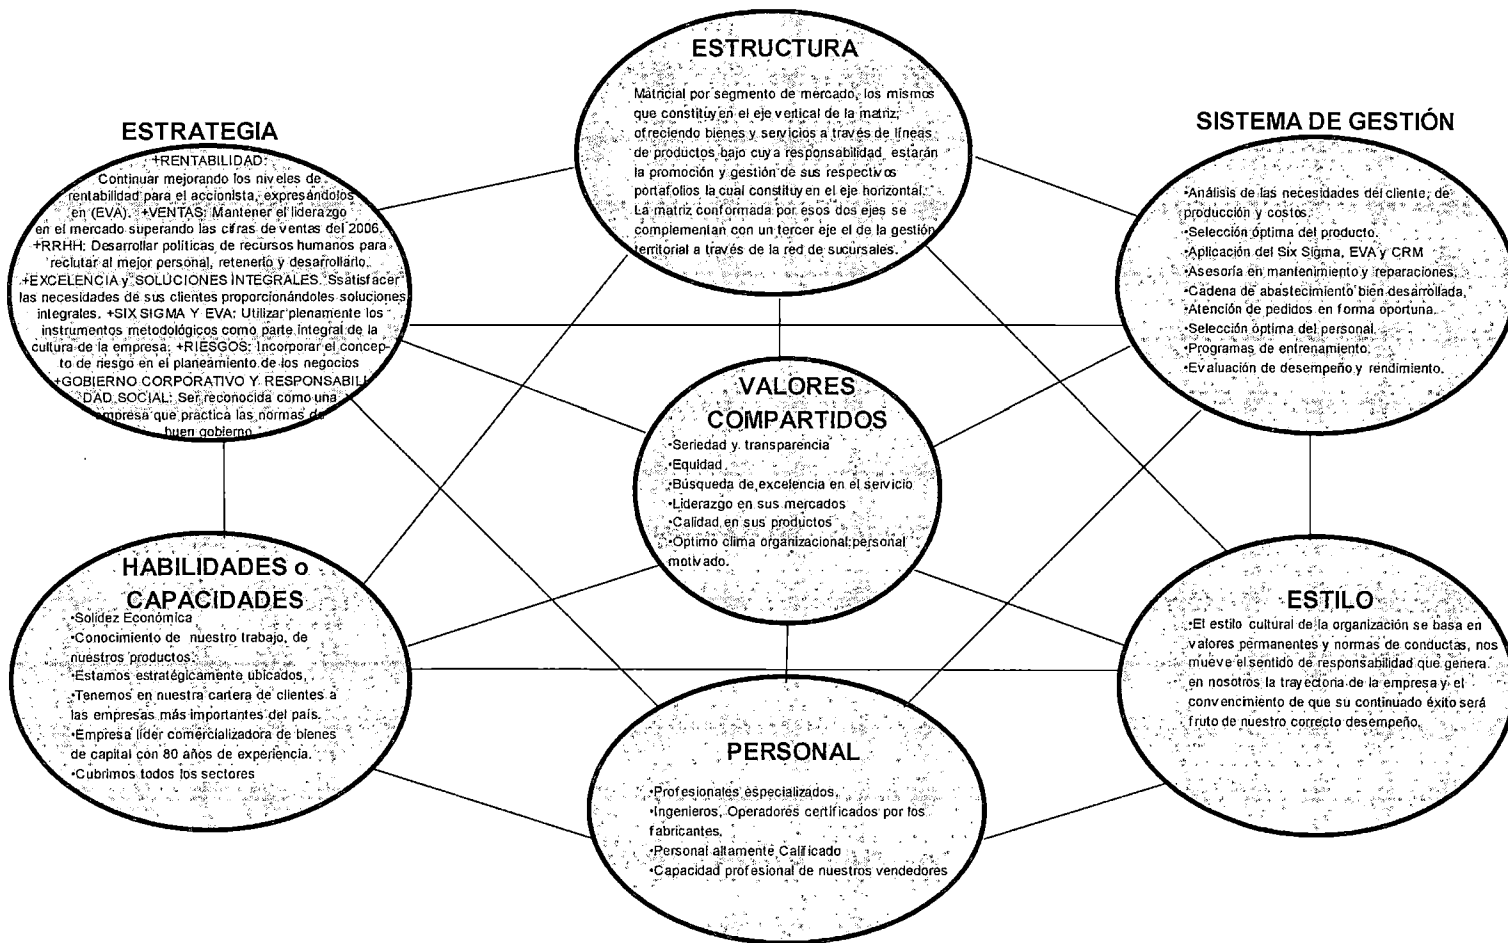 ESTRUCTURA
Matricial por segmento de mercado, los mismos
que constituyen el eje vertical de la matriz;
ofreciendo bienes y servicios a través de líneas
de productos bajo cuya responsabilidad estarán
la promoción y gestión de sus respectivos
portafolios la cual constituyen el eje horizontal.
La matriz conformada por esos dos ejes se
complementan con un tercer eje el de la gestión
territorial a través de la red de sucursales.
ESTRATEGIA
+RENTABILIDAD:
Continuar mejorando los niveles de
rentabilidad para el accionista, expresándolos
en (EVA). +VENTAS: Mantener el liderazgo
en el mercado superando las cifras de ventas del 2006.
+RRHH: Desarrollar políticas de recursos humanos para
reclutar al mejor personal, retenerlo y desarrollarlo.
+EXCELENCIA y SOLUCIONES INTEGRALES. Ssatisfacer
las necesidades de sus clientes proporcionándoles soluciones
integrales. +SIX SIGMA Y EVA: Utilizar plenamente los
instrumentos metodológicos como parte integral de la
cultura de la empresa; +RIESGOS: Incorporar el concep-
to de riesgo en el planeamiento de los negocios
+GOBIERNO CORPORATIVO Y RESPONSABILI
DAD SOCIAL: Ser reconocida como una
empresa que practica las normas de
buen gobierno.
SISTEMA DE GESTIÓN
•Análisis de las necesidades del cliente, de
producción y costos.
•Selección óptima del producto.
•Aplicación del Six Sigma, EVA y CRM
•Asesoría en mantenimiento y reparaciones.
•Cadena de abastecimiento bien desarrollada.
•Atención de pedidos en forma oportuna.
•Selección óptima del personal.
•Programas de entrenamiento.
•Evaluación de desempeño y rendimiento.
VALORES
COMPARTIDOS
•Seriedad y transparencia
•Equidad
•Búsqueda de excelencia en el servicio
•Liderazgo en sus mercados
•Calidad en sus productos
•Optimo clima organizacional:personal
motivado.
HABILIDADES o
CAPACIDADES
•Solidez Económica
•Conocimiento de nuestro trabajo, de
nuestros productos.
•Estamos estratégicamente ubicados,
•Tenemos en nuestra cartera de clientes a
las empresas más importantes del país.
•Empresa líder comercializadora de bienes
de capital con 80 años de experiencia.
•Cubrimos todos los sectores
ESTILO
•El estilo cultural de la organización se basa en
valores permanentes y normas de conductas, nos
mueve el sentido de responsabilidad que genera
en nosotros la trayectoria de la empresa y el
convencimiento de que su continuado éxito será
fruto de nuestro correcto desempeño.
PERSONAL
•Profesionales especializados,
•Ingenieros, Operadores certificados por los
fabricantes,
•Personal altamente Calificado
•Capacidad profesional de nuestros vendedores